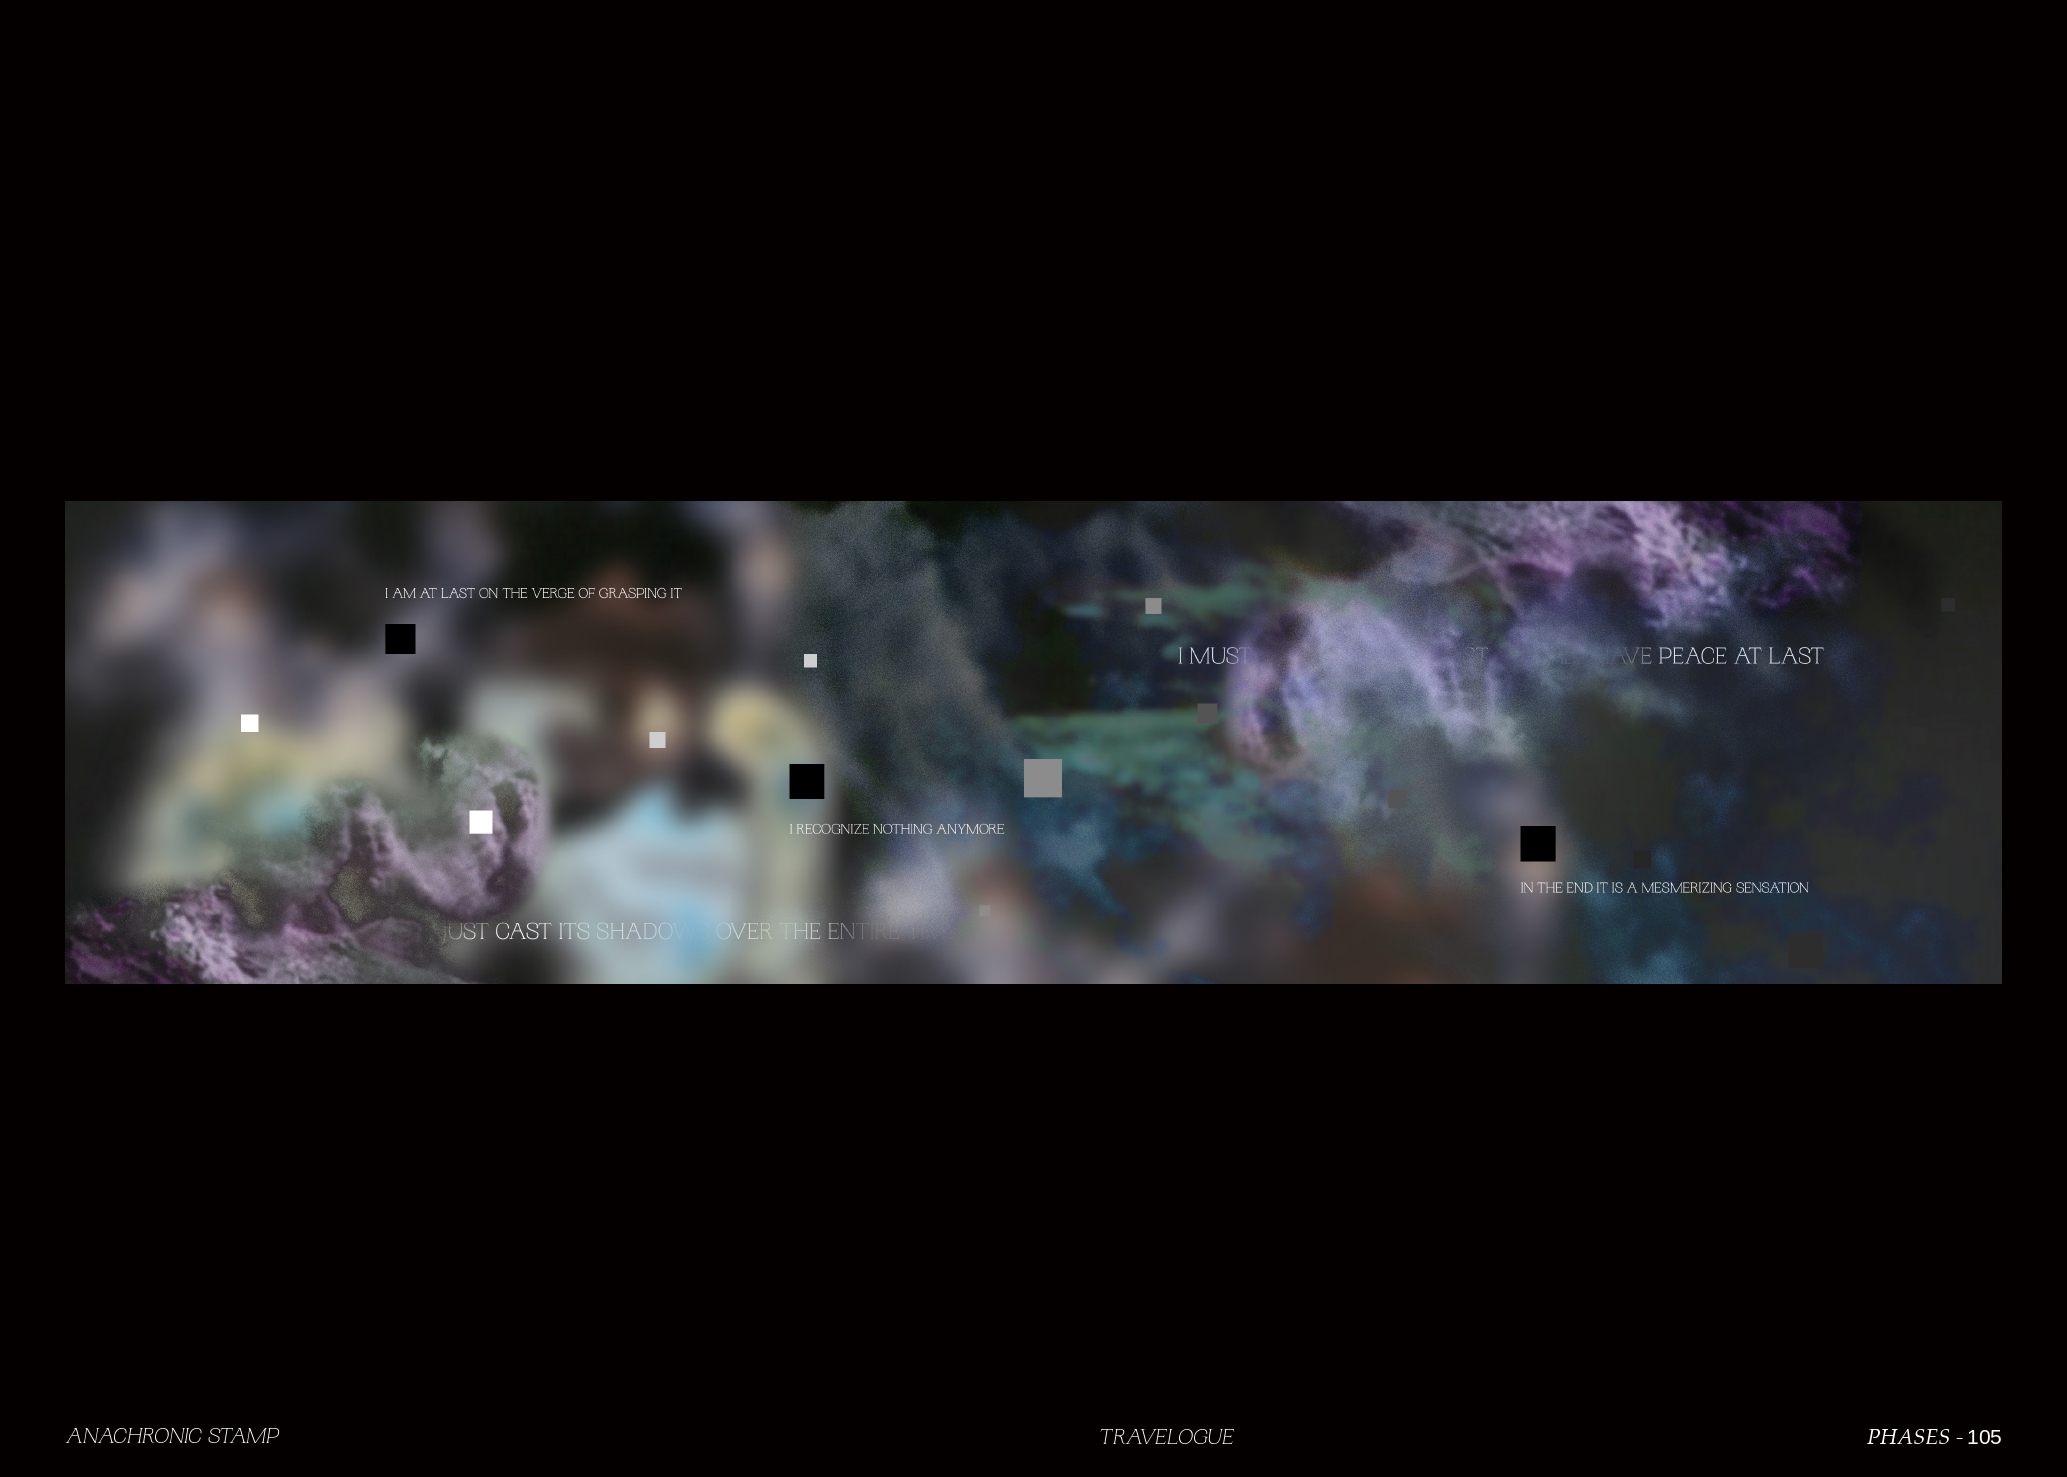 I AM AT LAST ON THE VERGE OF GRASPING IT
I MUST
PEACE AT LAST
I RECOGNIZE NOTHING ANYMORE
IN THE END IT IS A MESMERIZING SENSATION
JUST CAST ITS SHADOW OVER THE ENTIRE
ANACHRONIC STAMP
TRAVELOGUE
PHASES - 105